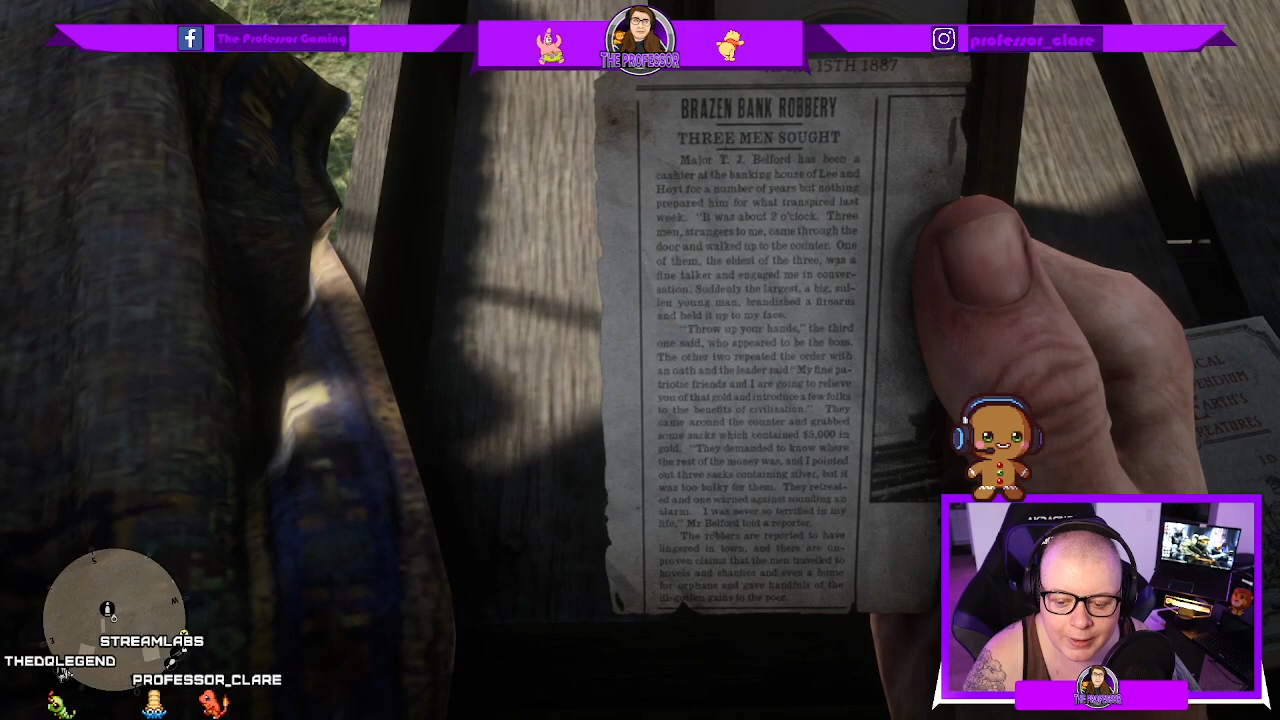 The Professor Gaming
THE PROFESSOR
professor_clare
15TH 1887
BRAZEN BANK ROBBERY
THREE MEN SOUGHT
Major T. J. Belford has been a
cashier at the banking house of Lee and
Hoyt for a number of years but nothing
prepared him for what transpired last
week. "It was about 2 o'clock. Three
men, strangers to me, came through the
door and walked up to the counter. One
of them, the eldest of the three, was a
fine talker and engaged me in conver-
sation. Suddenly the largest, a big, sul-
len young man, brandished a firearm
and held it up to my face.
"Throw up your hands," the third
one said, who appeared to be the boss.
The other two repeated the order with
an oath and the leader said "My fine pa-
triotic friends and I are going to relieve
you of that gold and introduce a few folks
to the benefits of civilisation." They
came around the counter and grabbed
some sacks which contained $5,000 in
gold. "They demanded to know where
the rest of the money was, and I pointed
out three sacks containing silver, but it
was too bulky for them. They retreat-
ed and one warned against sounding an
alarm. I was never so terrified in my
life," Mr Belford told a reporter.
The robbers are reported to have
lingered in town, and there are un-
proven claims that the men travelled to
hovels and shanties and even a home
for orphans and gave handfuls of the
ill-gotten gains to the poor.
EARTH'S
STREAMLABS
THEDQLEGEND
PROFESSOR_CLARE
THE PROFESSOR